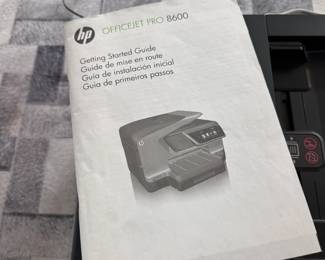 hp
OFFICEJET PRO 8600
Getting Started Guide
Guide de mise en route
Guía de instalación inicial
Guia de primeiros passos